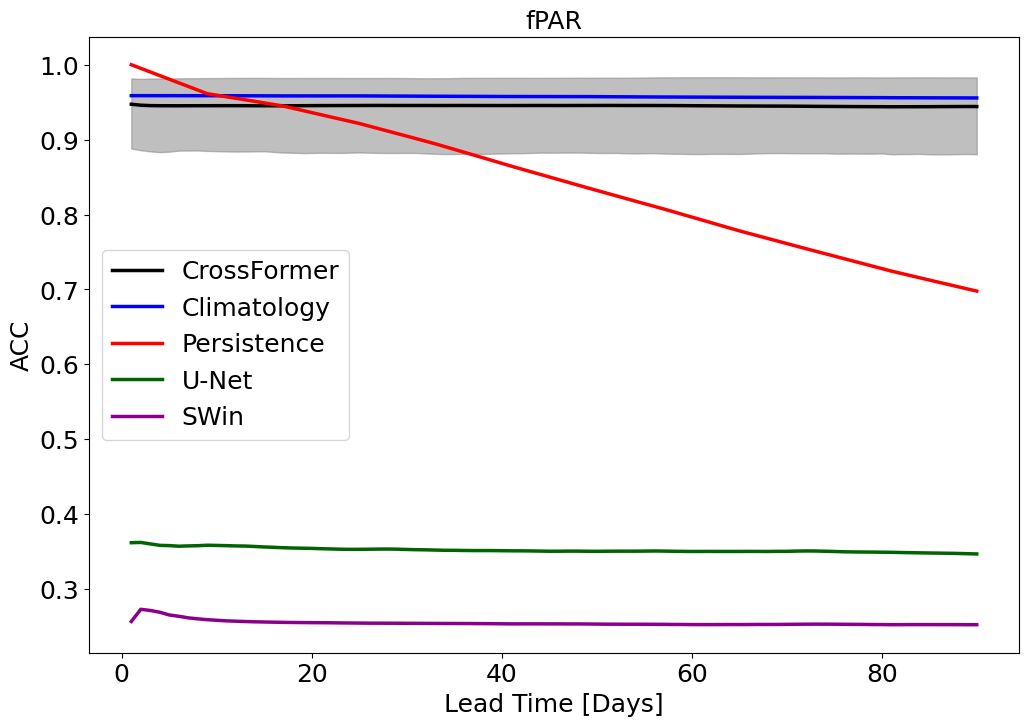 fPAR
1.0
0.9
0.8
0.7
0.6
0.5
0.4
0.3
ACC
CrossFormer
Climatology
Persistence
U-Net
SWin
0 20 40 60 80
Lead Time [Days]